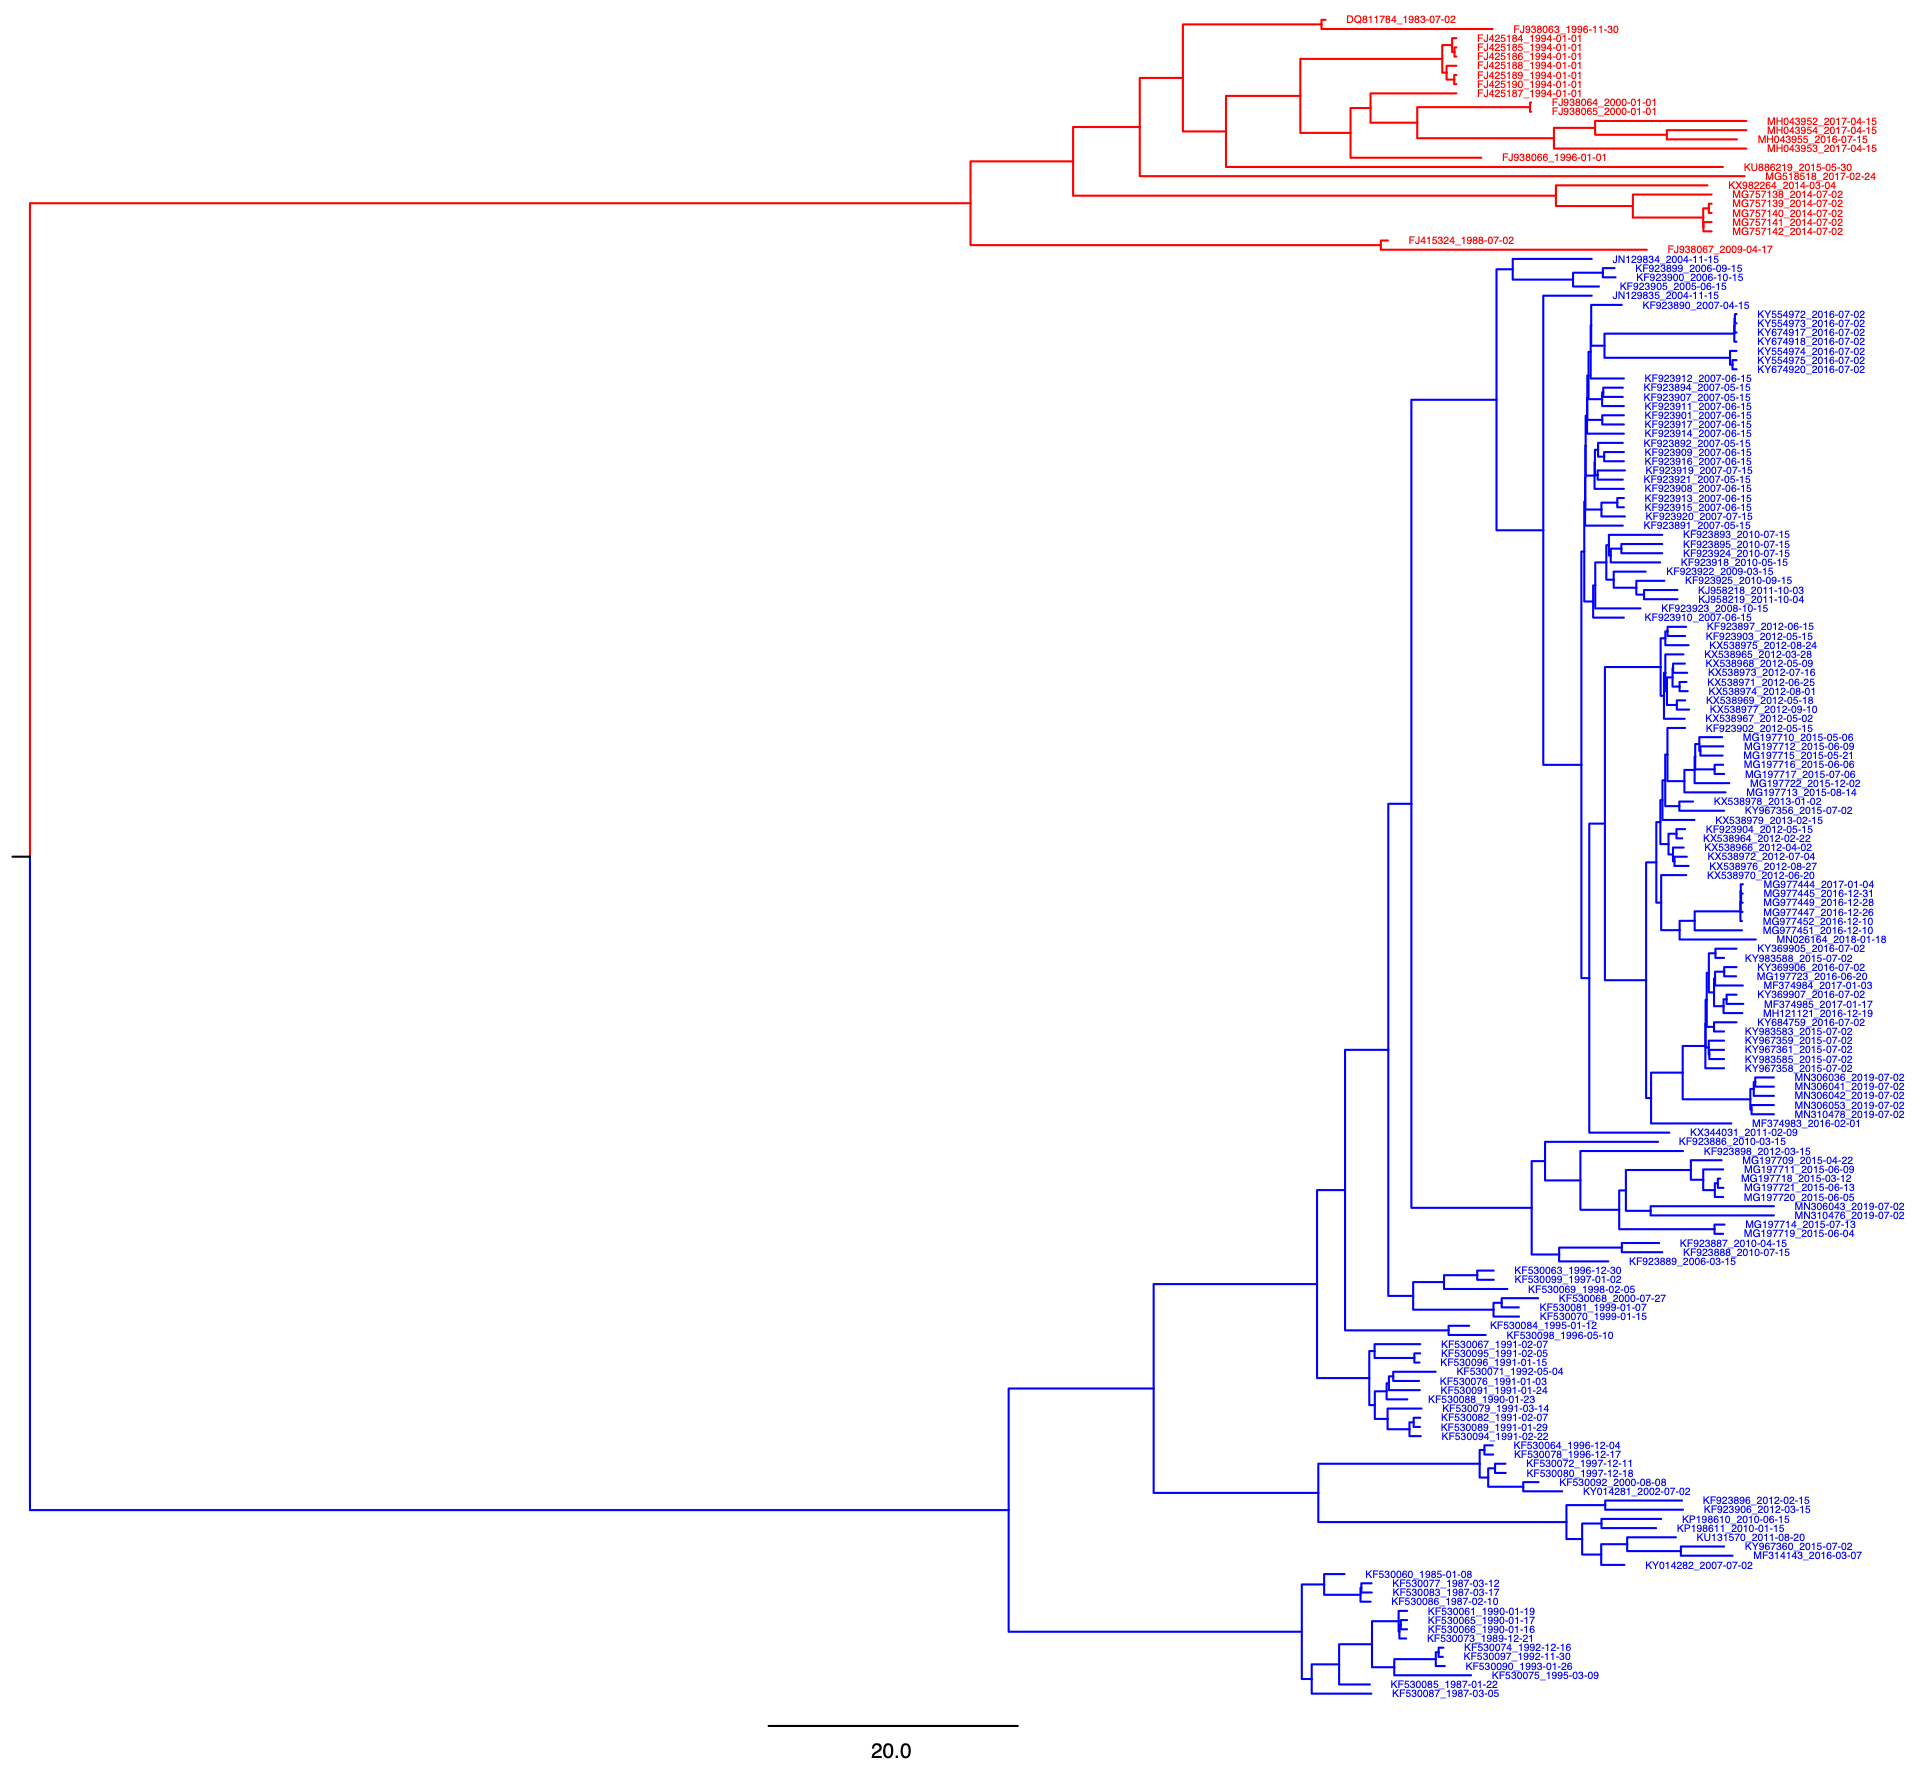 DQ811784_1983-07-02
FJ938063_1996-11-30
FJ425184_1994-01-01
FJ425185_1994-01-01
FJ425186_1994-01-01
FJ425188_1994-01-01
FJ425189_1994-01-01
FJ425190_1994-01-01
FJ425187_1994-01-01
FJ938064_2000-01-01
FJ938065_2000-01-01
MH043952_2017-04-15
MH043954_2017-04-15
MH043955_2016-07-15
MH043953_2017-04-15
FJ938066_1996-01-01
KU886219_2015-05-30
MG518518_2017-02-24
KX982264_2014-03-04
MG757138_2014-07-02
MG757139_2014-07-02
MG757140_2014-07-02
MG757141_2014-07-02
MG757142_2014-07-02
FJ415324_1988-07-02
FJ938067_2009-04-17
JN129834_2004-11-15
KF923899_2006-09-15
KF923900_2006-10-15
KF923905_2005-06-15
JN129835_2004-11-15
KF923890_2007-04-15
KY554972_2016-07-02
KY554973_2016-07-02
KY674917_2016-07-02
KY674918_2016-07-02
KY554974_2016-07-02
KY554975_2016-07-02
KY674920_2016-07-02
KF923912_2007-06-15
KF923894_2007-05-15
KF923907_2007-05-15
KF923911_2007-06-15
KF923901_2007-06-15
KF923917_2007-06-15
KF923914_2007-06-15
KF923892_2007-05-15
KF923909_2007-06-15
KF923916_2007-06-15
KF923919_2007-07-15
KF923921_2007-05-15
KF923908_2007-06-15
KF923913_2007-06-15
KF923915_2007-06-15
KF923920_2007-07-15
KF923891_2007-05-15
KF923893_2010-07-15
KF923895_2010-07-15
KF923924_2010-07-15
KF923918_2010-05-15
KF923922_2009-03-15
KF923925_2010-09-15
KJ958218_2011-10-03
KJ958219_2011-10-04
KF923923_2008-10-15
KF923910_2007-06-15
KF923897_2012-06-15
KF923903_2012-05-15
KX538975_2012-08-24
KX538965_2012-03-28
KX538968_2012-05-09
KX538973_2012-07-16
KX538971_2012-06-25
KX538974_2012-08-01
KX538969_2012-05-18
KX538977_2012-09-10
KX538967_2012-05-02
KF923902_2012-05-15
MG197710_2015-05-06
MG197712_2015-06-09
MG197715_2015-05-21
MG197716_2015-06-06
MG197717_2015-07-06
MG197722_2015-12-02
MG197713_2015-08-14
KX538978_2013-01-02
KY967356_2015-07-02
KX538979_2013-02-15
KF923904_2012-05-15
KX538964_2012-02-22
KX538966_2012-04-02
KX538972_2012-07-04
KX538976_2012-08-27
KX538970_2012-06-20
MG977444_2017-01-04
MG977445_2016-12-31
MG977449_2016-12-28
MG977447_2016-12-26
MG977452_2016-12-10
MG977451_2016-12-10
MN026164_2018-01-18
KY369905_2016-07-02
KY983588_2015-07-02
KY369906_2016-07-02
MG197723_2016-06-20
MF374984_2017-01-03
KY369907_2016-07-02
MF374985_2017-01-17
MH121121_2016-12-19
KY684759_2016-07-02
KY983583_2015-07-02
KY967359_2015-07-02
KY967361_2015-07-02
KY983585_2015-07-02
KY967358_2015-07-02
MN306036_2019-07-02
MN306041_2019-07-02
MN306042_2019-07-02
MN306053_2019-07-02
MN310478_2019-07-02
MF374983_2016-02-01
KX344031_2011-02-09
KF923886_2010-03-15
KF923898_2012-03-15
MG197709_2015-04-22
MG197711_2015-06-09
MG197718_2015-03-12
MG197721_2015-06-13
MG197720_2015-06-05
MN306043_2019-07-02
MN310476_2019-07-02
MG197714_2015-07-13
MG197719_2015-06-04
KF923887_2010-04-15
KF923888_2010-07-15
KF923889_2006-03-15
KF530063_1996-12-30
KF530099_1997-01-02
KF530069_1998-02-05
KF530068_2000-07-27
KF530081_1999-01-07
KF530070_1999-01-15
KF530084_1995-01-12
KF530098_1996-05-10
KF530067_1991-02-07
KF530095_1991-02-05
KF530096_1991-01-15
KF530071_1992-05-04
KF530076_1991-01-03
KF530091_1991-01-24
KF530088_1990-01-23
KF530079_1991-03-14
KF530082_1991-02-07
KF530089_1991-01-29
KF530094_1991-02-22
KF530064_1996-12-04
KF530078_1996-12-17
KF530072_1997-12-11
KF530080_1997-12-18
KF530092_2000-08-08
KY014281_2002-07-02
KF923896_2012-02-15
KF923906_2012-03-15
KP198610_2010-06-15
KP198611_2010-01-15
KU131570_2011-08-20
KY967360_2015-07-02
MF314143_2016-03-07
KY014282_2007-07-02
KF530060_1985-01-08
KF530077_1987-03-12
KF530083_1987-03-17
KF530086_1987-02-10
KF530061_1990-01-19
KF530065_1990-01-17
KF530066_1990-01-16
KF530073_1989-12-21
KF530074_1992-12-16
KF530097_1992-11-30
KF530090_1993-01-26
KF530075_1995-03-09
KF530085_1987-01-22
KF530087_1987-03-05
20.0